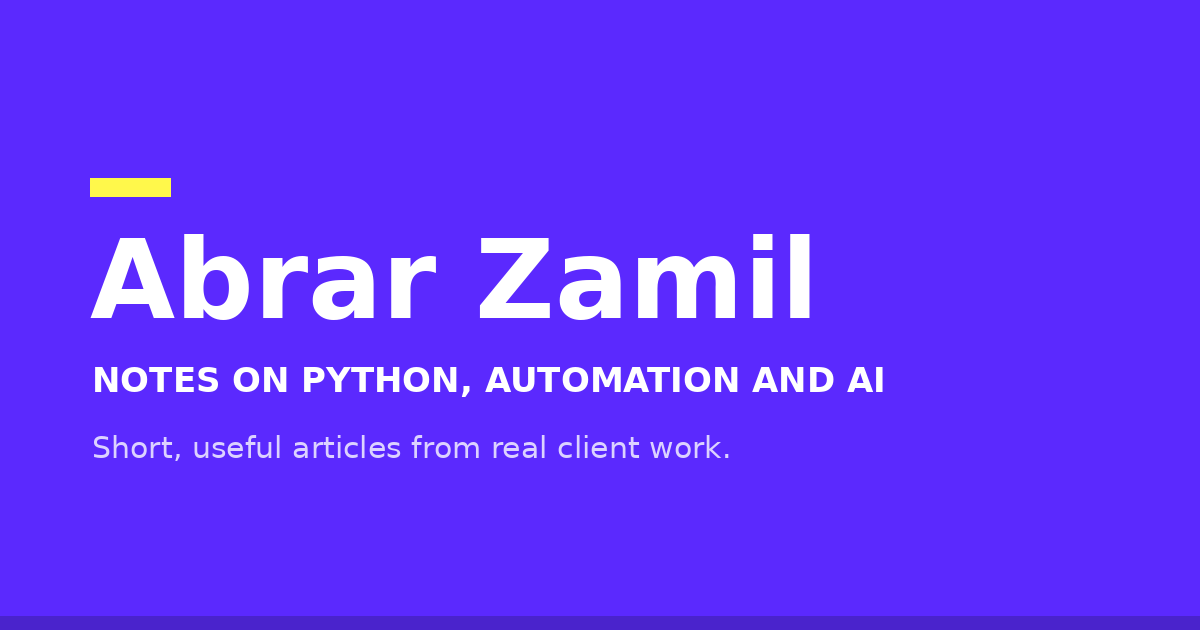 Abrar Zamil
NOTES ON PYTHON, AUTOMATION AND AI
Short, useful articles from real client work.